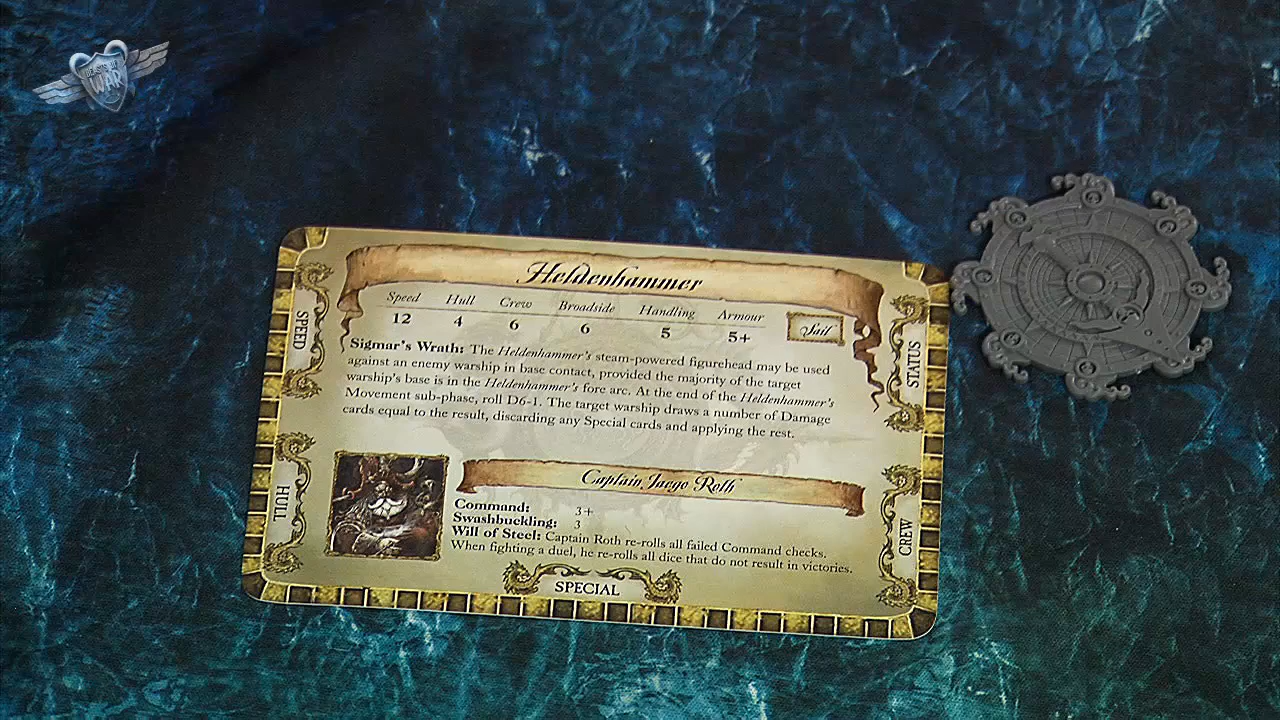 BEASTS OF
WAR
Heldenhammer
Speed Hull Crew Broadside Handling Armour
12 4 6 6 5 5+
Sail
Sigmar's Wrath: The Heldenhammer's steam-powered figurehead may be used
against an enemy warship in base contact, provided the majority of the target
warship's base is in the Heldenhammer's fore arc. At the end of the Heldenhammer's
Movement sub-phase, roll D6-1. The target warship draws a number of Damage
cards equal to the result, discarding any Special cards and applying the rest.
Captain Jaego Roth
Command: 3+
Swashbuckling: 3
Will of Steel: Captain Roth re-rolls all failed Command checks.
When fighting a duel, he re-rolls all dice that do not result in victories.
SPEED
HULL
STATUS
CREW
SPECIAL